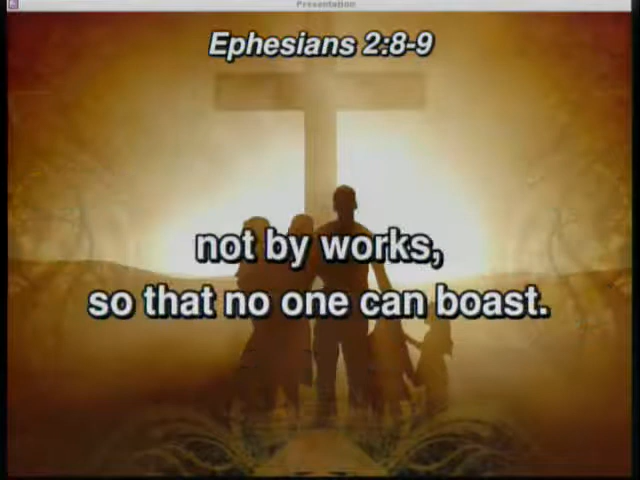 Presentation
Ephesians 2:8-9
not by works,
so that no one can boast.